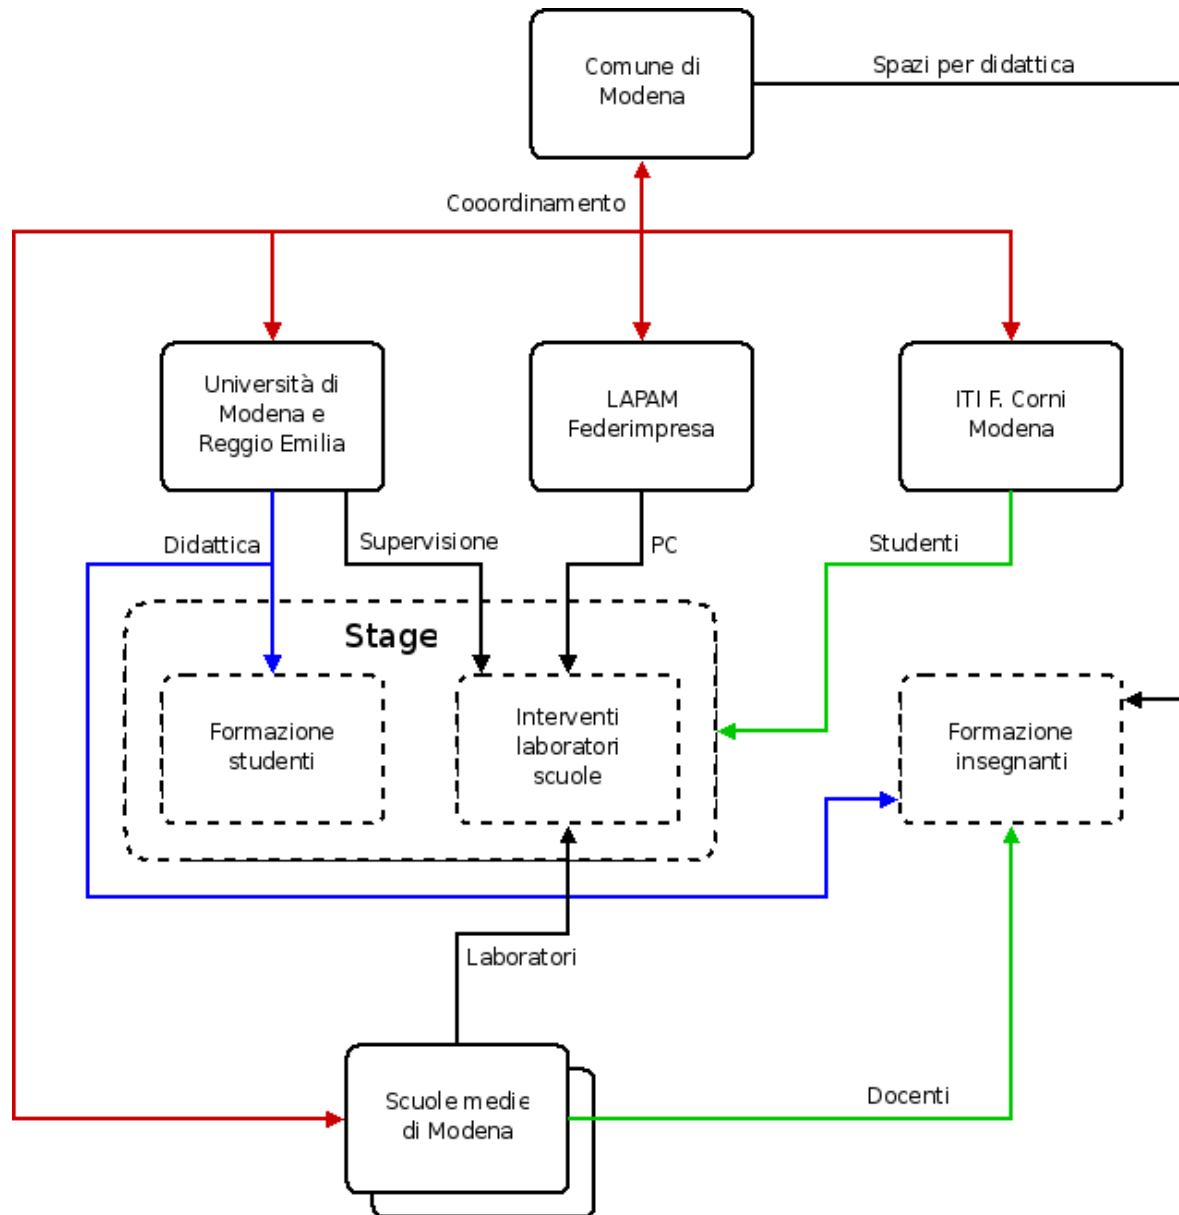 Comune di
Modena
Spazi per didattica
Cooordinamento
Università di
Modena e
Reggio Emilia
LAPAM
Federimpresa
ITI F. Corni
Modena
Didattica
Supervisione
PC
Studenti
Stage
Formazione
studenti
Interventi
laboratori
scuole
Formazione
insegnanti
Laboratori
Scuole medie
di Modena
Docenti